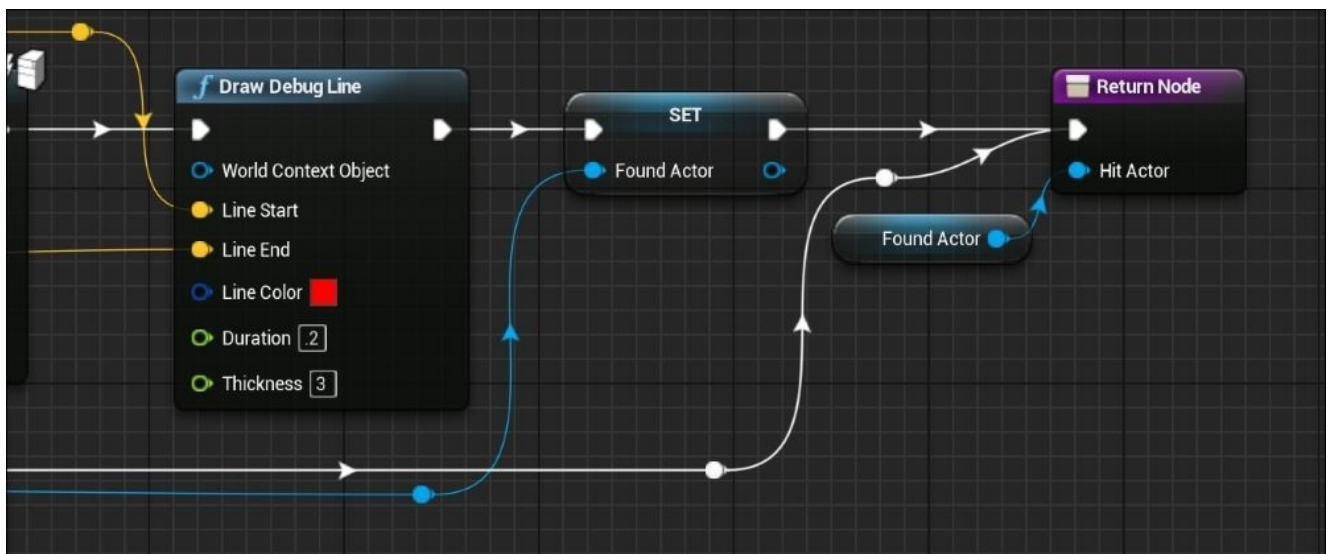 Draw Debug Line
World Context Object
Line Start
Line End
Line Color
Duration .2
Thickness 3
SET
Found Actor
Found Actor
Return Node
Hit Actor